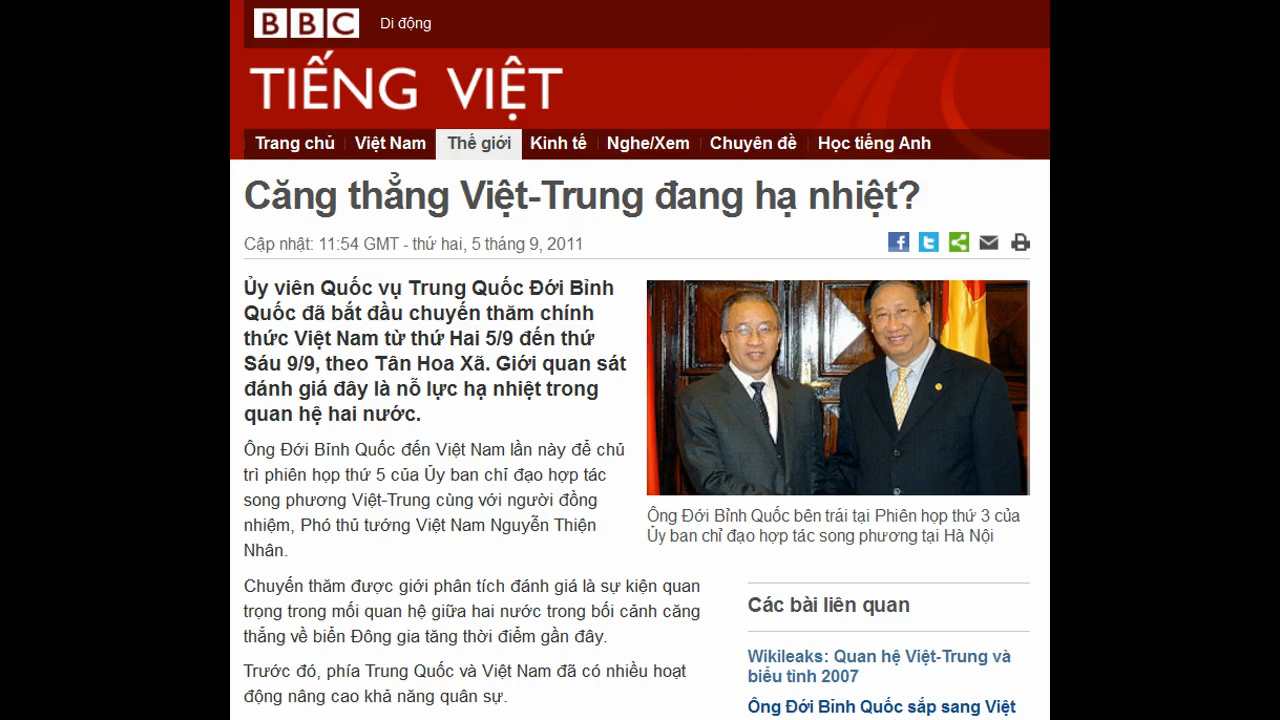 BBC Di động
TIẾNG VIỆT
Trang chủ Việt Nam Thế giới Kinh tế Nghe/Xem Chuyên đề Học tiếng Anh
Căng thẳng Việt-Trung đang hạ nhiệt?
Cập nhật: 11:54 GMT - thứ hai, 5 tháng 9, 2011
Ủy viên Quốc vụ Trung Quốc Đới Bỉnh
Quốc đã bắt đầu chuyến thăm chính
thức Việt Nam từ thứ Hai 5/9 đến thứ
Sáu 9/9, theo Tân Hoa Xã. Giới quan sát
đánh giá đây là nỗ lực hạ nhiệt trong
quan hệ hai nước.
Ông Đới Bỉnh Quốc đến Việt Nam lần này để chủ
trì phiên họp thứ 5 của Ủy ban chỉ đạo hợp tác
song phương Việt-Trung cùng với người đồng
nhiệm, Phó thủ tướng Việt Nam Nguyễn Thiện
Nhân.
Chuyến thăm được giới phân tích đánh giá là sự kiện quan
trọng trong mối quan hệ giữa hai nước trong bối cảnh căng
thẳng về biển Đông gia tăng thời điểm gần đây.
Trước đó, phía Trung Quốc và Việt Nam đã có nhiều hoạt
động nâng cao khả năng quân sự.
Ông Đới Bỉnh Quốc bên trái tại Phiên họp thứ 3 của
Ủy ban chỉ đạo hợp tác song phương tại Hà Nội
Các bài liên quan
Wikileaks: Quan hệ Việt-Trung và
biểu tình 2007
Ông Đới Bỉnh Quốc sắp sang Việt